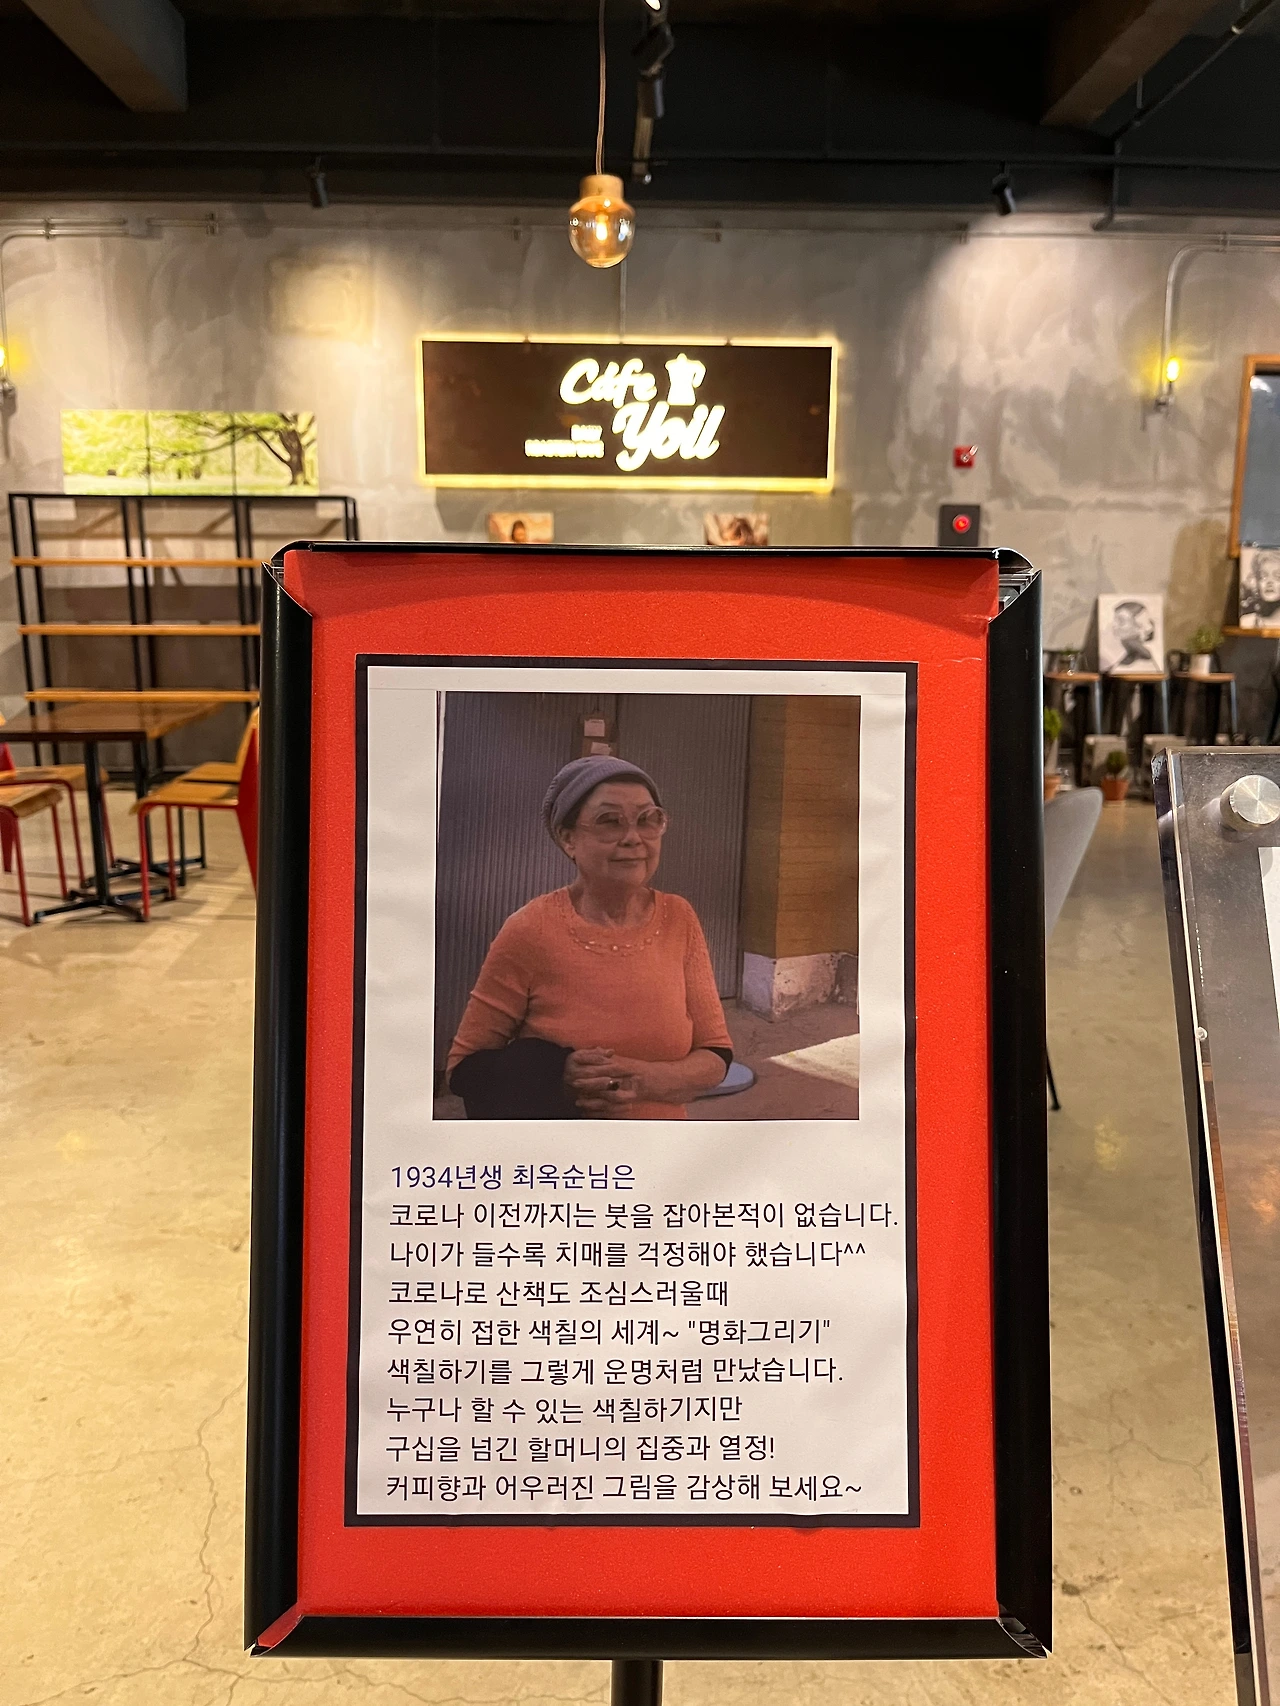 Cafe
Yoil
1934년생 최옥순님은
코로나 이전까지는 붓을 잡아본적이 없습니다.
나이가 들수록 치매를 걱정해야 했습니다^^
코로나로 산책도 조심스러울때
우연히 접한 색칠의 세계~ "명화그리기"
색칠하기를 그렇게 운명처럼 만났습니다.
누구나 할 수 있는 색칠하기지만
구십을 넘긴 할머니의 집중과 열정!
커피향과 어우러진 그림을 감상해 보세요~